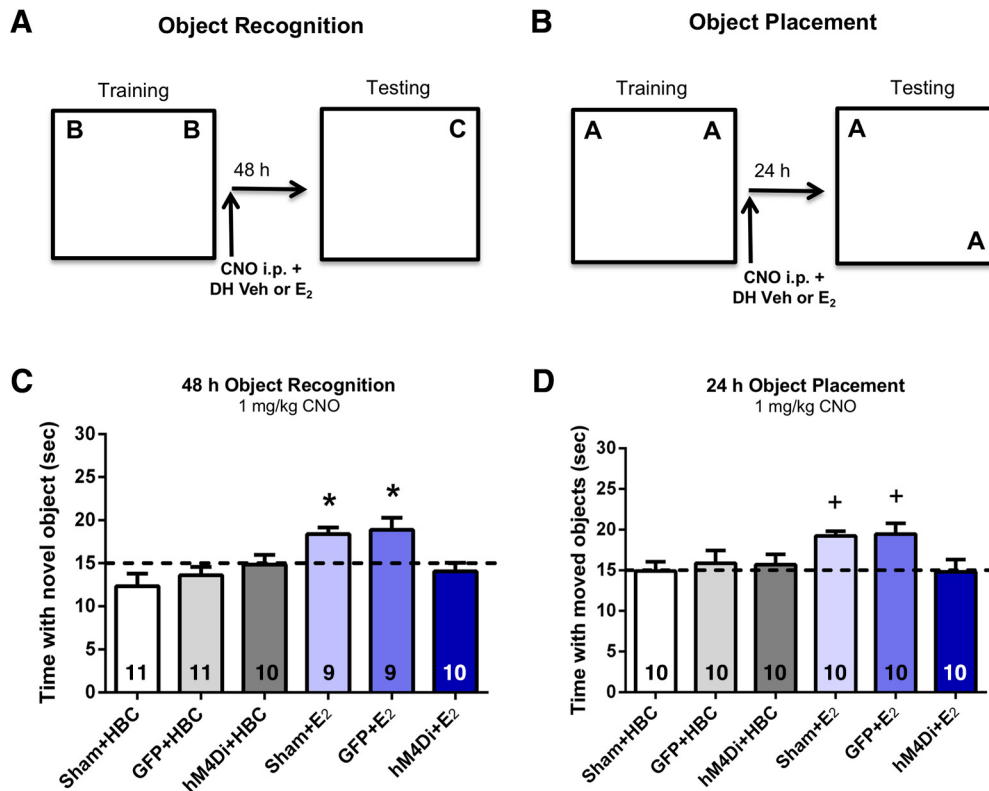 A
Object Recognition
Training
Testing
B B
C
48 h
CNO i.p. +
DH Veh or E₂
B
Object Placement
Training
Testing
A A
A
A
24 h
CNO i.p. +
DH Veh or E₂
C
48 h Object Recognition
1 mg/kg CNO
Time with novel object (sec)
30
25
20
15
10
5
0
* *
11 11 10 9 9 10
Sham+HBC
GFP+HBC
hM4Di+HBC
Sham+E₂
GFP+E₂
hM4Di+E₂
D
24 h Object Placement
1 mg/kg CNO
Time with moved objects (sec)
30
25
20
15
10
5
0
+ +
10 10 10 10 10 10
Sham+HBC
GFP+HBC
hM4Di+HBC
Sham+E₂
GFP+E₂
hM4Di+E₂